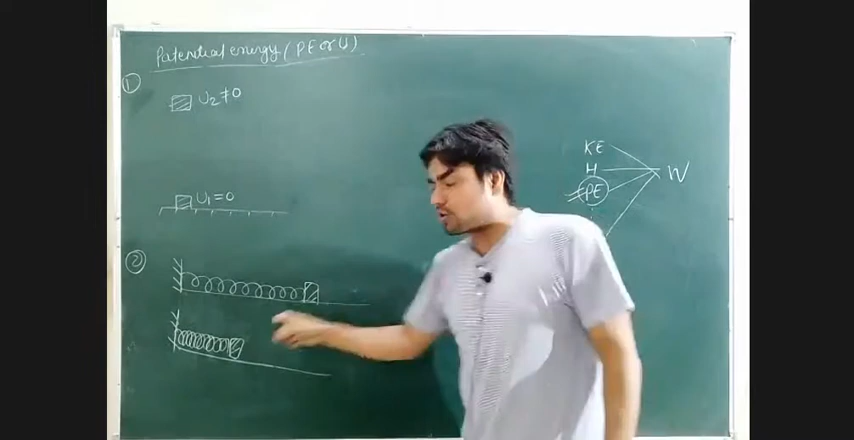 Potential energy (PE or U)
①
U₂ ≠ 0
U₁ = 0
②
KE
H
PE
W